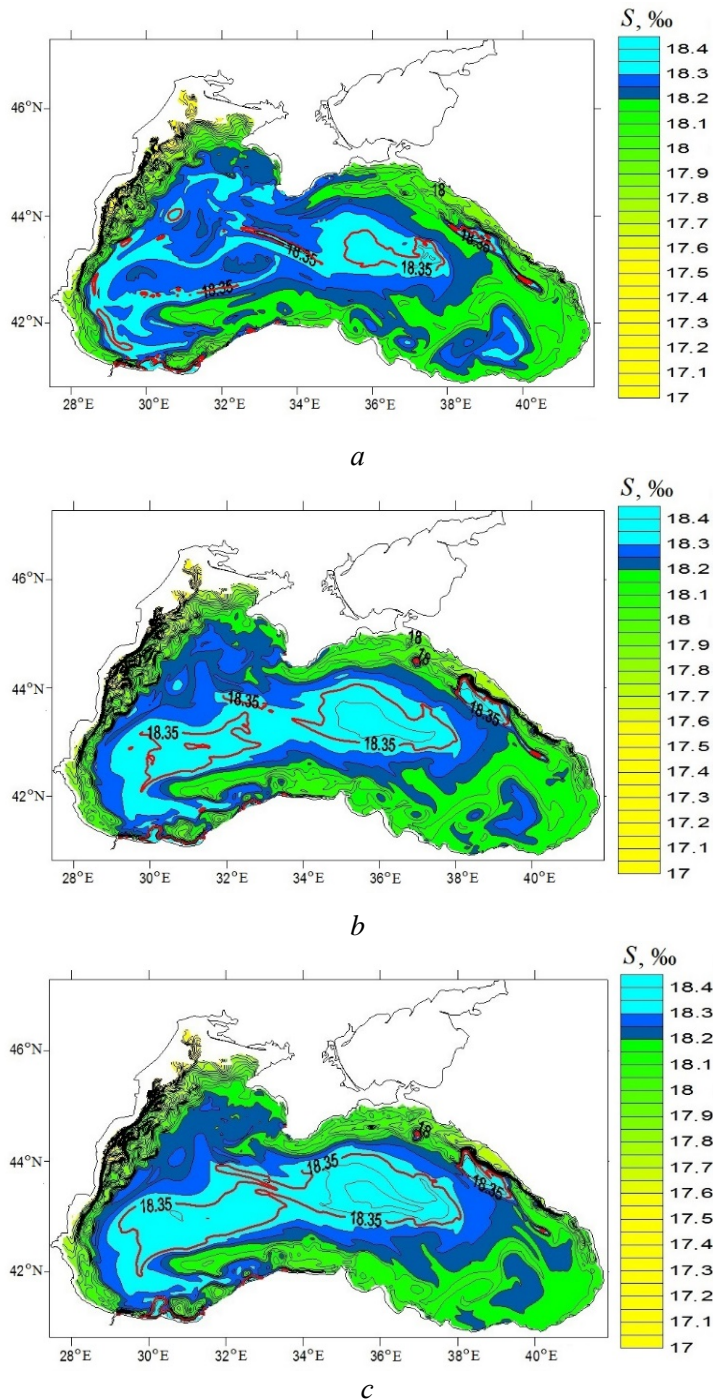 S, ‰
18.4
18.3
18.2
18.1
18
17.9
17.8
17.7
17.6
17.5
17.4
17.3
17.2
17.1
17
46°N
44°N
42°N
18
18.35
18.35
18.35
18.35
28°E
30°E
32°E
34°E
36°E
38°E
40°E
a
S, ‰
18.4
18.3
18.2
18.1
18
17.9
17.8
17.7
17.6
17.5
17.4
17.3
17.2
17.1
17
46°N
44°N
42°N
18
18
18.35
18.35
18.35
18.35
28°E
30°E
32°E
34°E
36°E
38°E
40°E
b
S, ‰
18.4
18.3
18.2
18.1
18
17.9
17.8
17.7
17.6
17.5
17.4
17.3
17.2
17.1
17
46°N
44°N
42°N
18
18.35
18.35
18.35
18.35
28°E
30°E
32°E
34°E
36°E
38°E
40°E
c